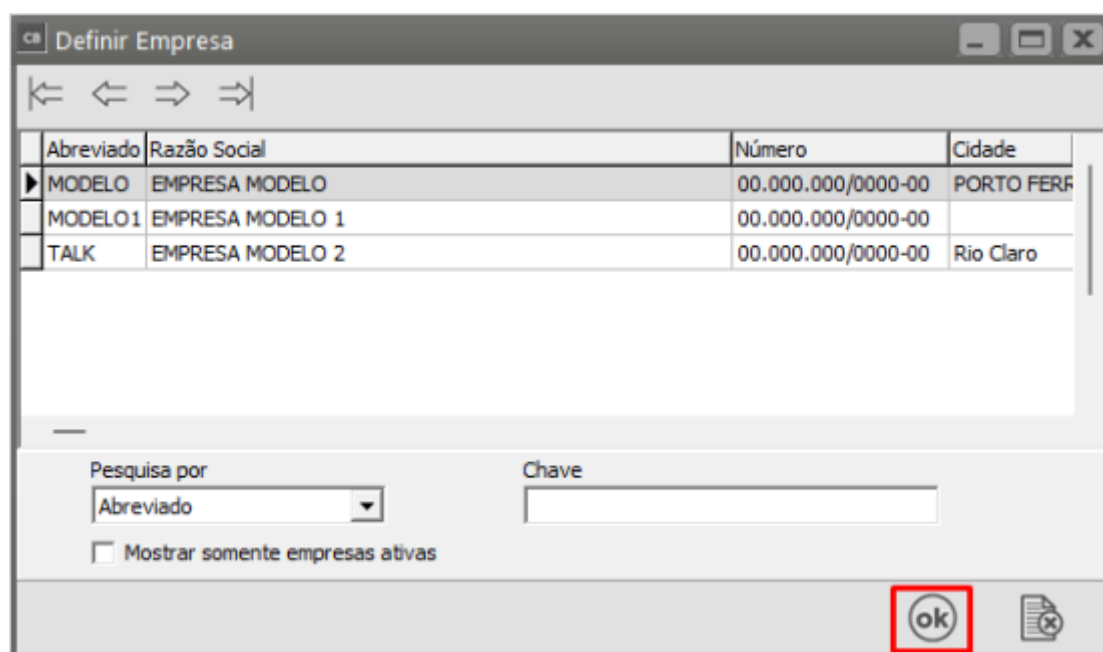 CB Definir Empresa
Abreviado Razão Social Número Cidade
MODELO EMPRESA MODELO 00.000.000/0000-00 PORTO FERR
MODELO1 EMPRESA MODELO 1 00.000.000/0000-00
TALK EMPRESA MODELO 2 00.000.000/0000-00 Rio Claro
Pesquisa por Chave
Abreviado
Mostrar somente empresas ativas
ok